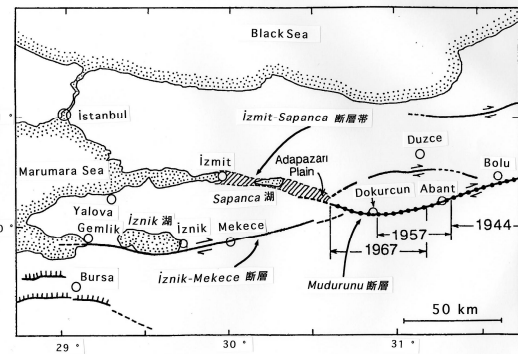 Black Sea
İstanbul
İzmit-Sapanca 断層帯
Duzce
İzmit
Adapazarı
Plain
Bolu
Marumara Sea
Sapanca 湖
Dokurcun
Abant
Yalova
İznik 湖
Gemlik
İznik
Mekece
1957
1944
1967
İznik-Mekece 断層
Mudurunu 断層
Bursa
50 km
29°
30°
31°